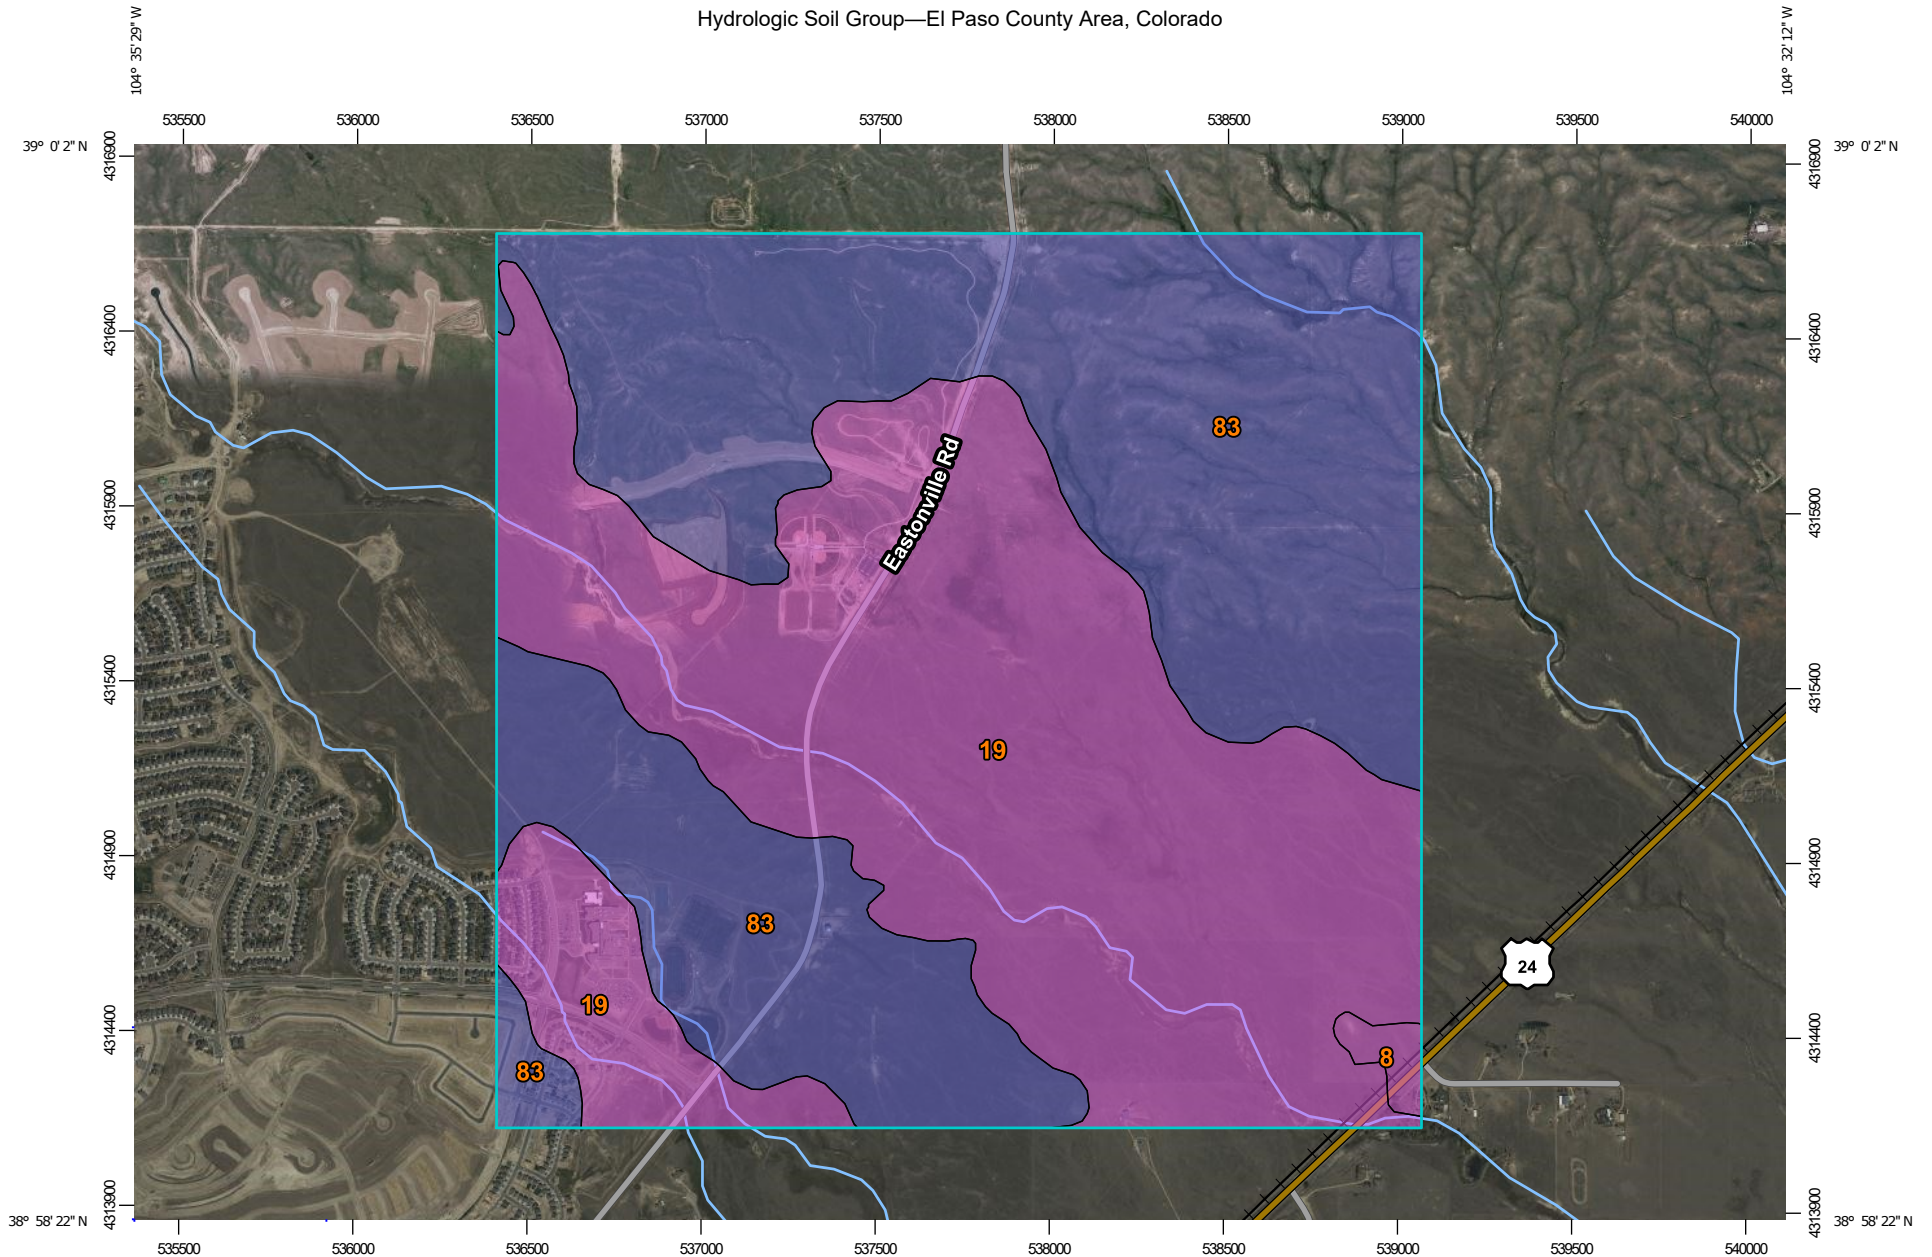 Hydrologic Soil Group—El Paso County Area, Colorado
104° 35' 29" W
104° 32' 12" W
535500 536000 536500 537000 537500 538000 538500 539000 539500 540000
39° 0' 2" N
39° 0' 2" N
4316900
4316900
4316400
4316400
83
Eastonville Rd
4315900
4315900
4315400
4315400
19
4314900
4314900
83
24
19
4314400
4314400
8
83
4313900
4313900
38° 58' 22" N
38° 58' 22" N
535500 536000 536500 537000 537500 538000 538500 539000 539500 540000